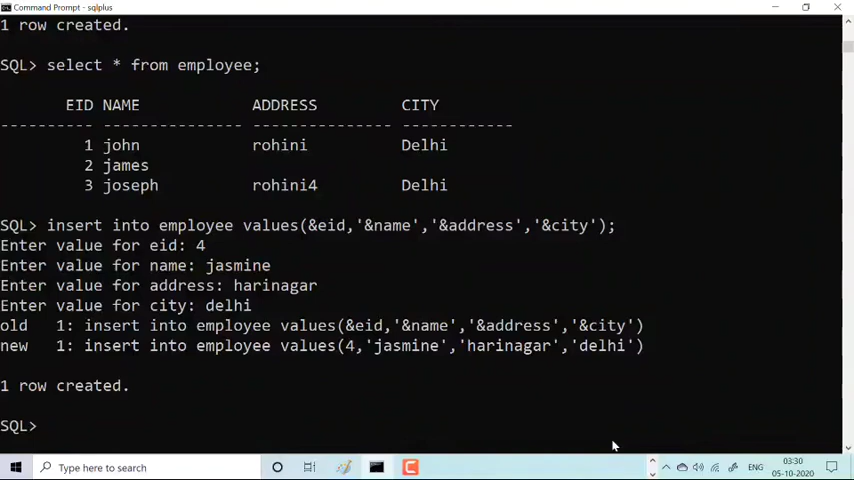 Command Prompt - sqlplus
1 row created.
SQL> select * from employee;
EID NAME ADDRESS CITY
---------- --------------- --------------- ------------
1 john rohini Delhi
2 james
3 joseph rohini4 Delhi
SQL> insert into employee values(&eid,'&name','&address','&city');
Enter value for eid: 4
Enter value for name: jasmine
Enter value for address: harinagar
Enter value for city: delhi
old 1: insert into employee values(&eid,'&name','&address','&city')
new 1: insert into employee values(4,'jasmine','harinagar','delhi')
1 row created.
SQL>
Type here to search
ENG
03:30
05-10-2020